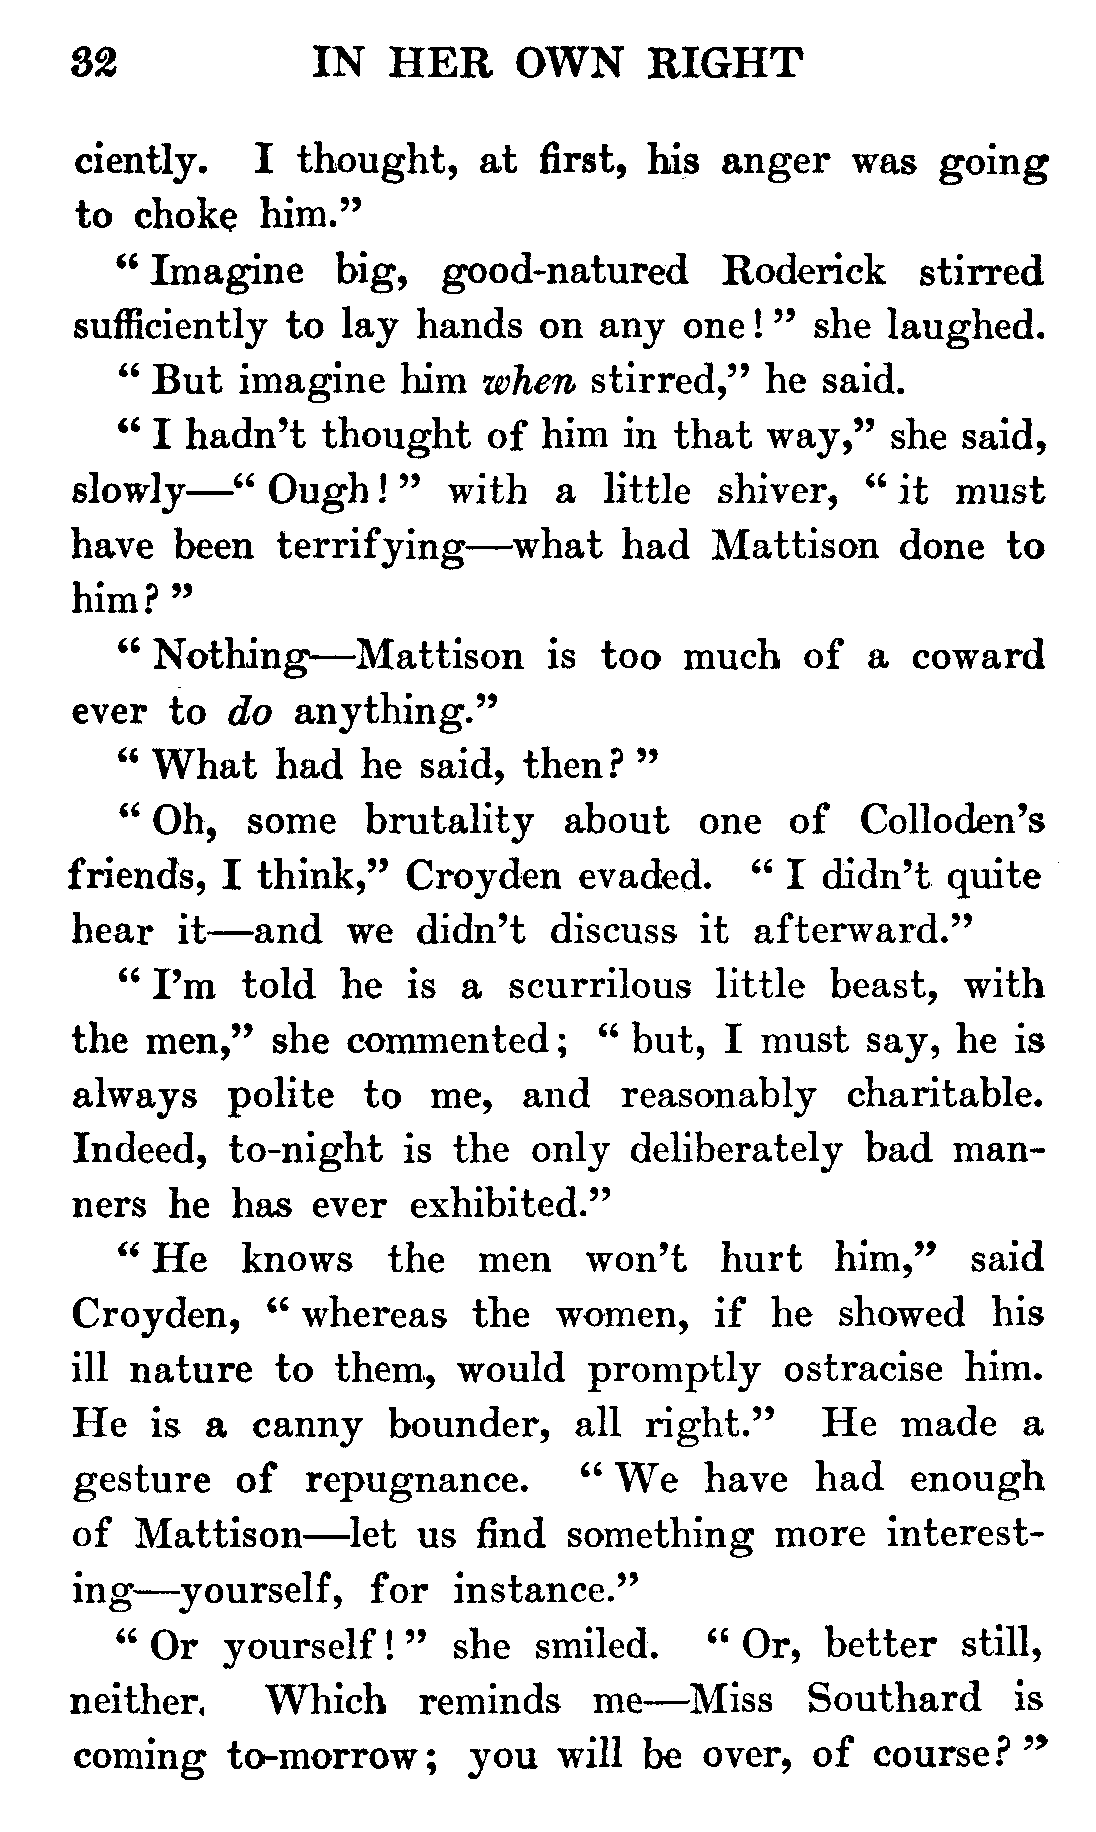 32 IN HER OWN RIGHT
ciently. I thought, at first, his anger was going
to choke him."
" Imagine big, good-natured Roderick stirred
sufficiently to lay hands on any one! " she laughed.
" But imagine him when stirred," he said.
" I hadn't thought of him in that way," she said,
slowly—" Ough! " with a little shiver, " it must
have been terrifying—what had Mattison done to
him? "
" Nothing—Mattison is too much of a coward
ever to do anything."
" What had he said, then? "
" Oh, some brutality about one of Colloden's
friends, I think," Croyden evaded. " I didn't quite
hear it—and we didn't discuss it afterward."
" I'm told he is a scurrilous little beast, with
the men," she commented; " but, I must say, he is
always polite to me, and reasonably charitable.
Indeed, to-night is the only deliberately bad man-
ners he has ever exhibited."
" He knows the men won't hurt him," said
Croyden, " whereas the women, if he showed his
ill nature to them, would promptly ostracise him.
He is a canny bounder, all right." He made a
gesture of repugnance. " We have had enough
of Mattison—let us find something more interest-
ing—yourself, for instance."
" Or yourself! " she smiled. " Or, better still,
neither. Which reminds me—Miss Southard is
coming to-morrow; you will be over, of course? "